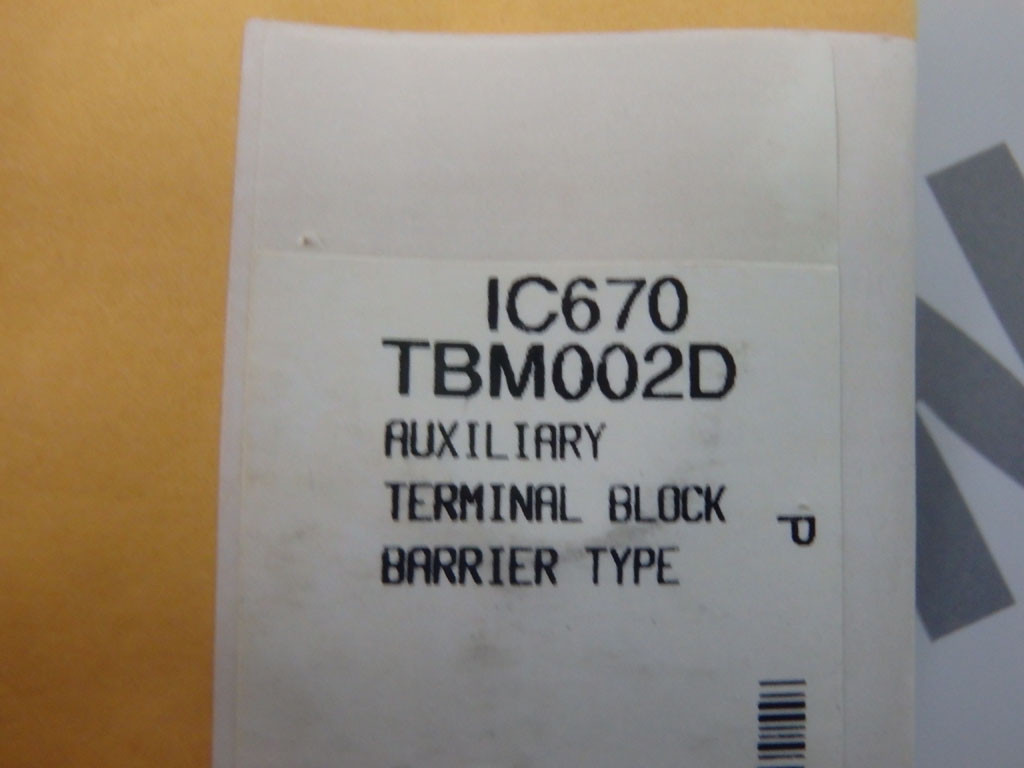 IC670
TBM002D
AUXILIARY
TERMINAL BLOCK
BARRIER TYPE
P